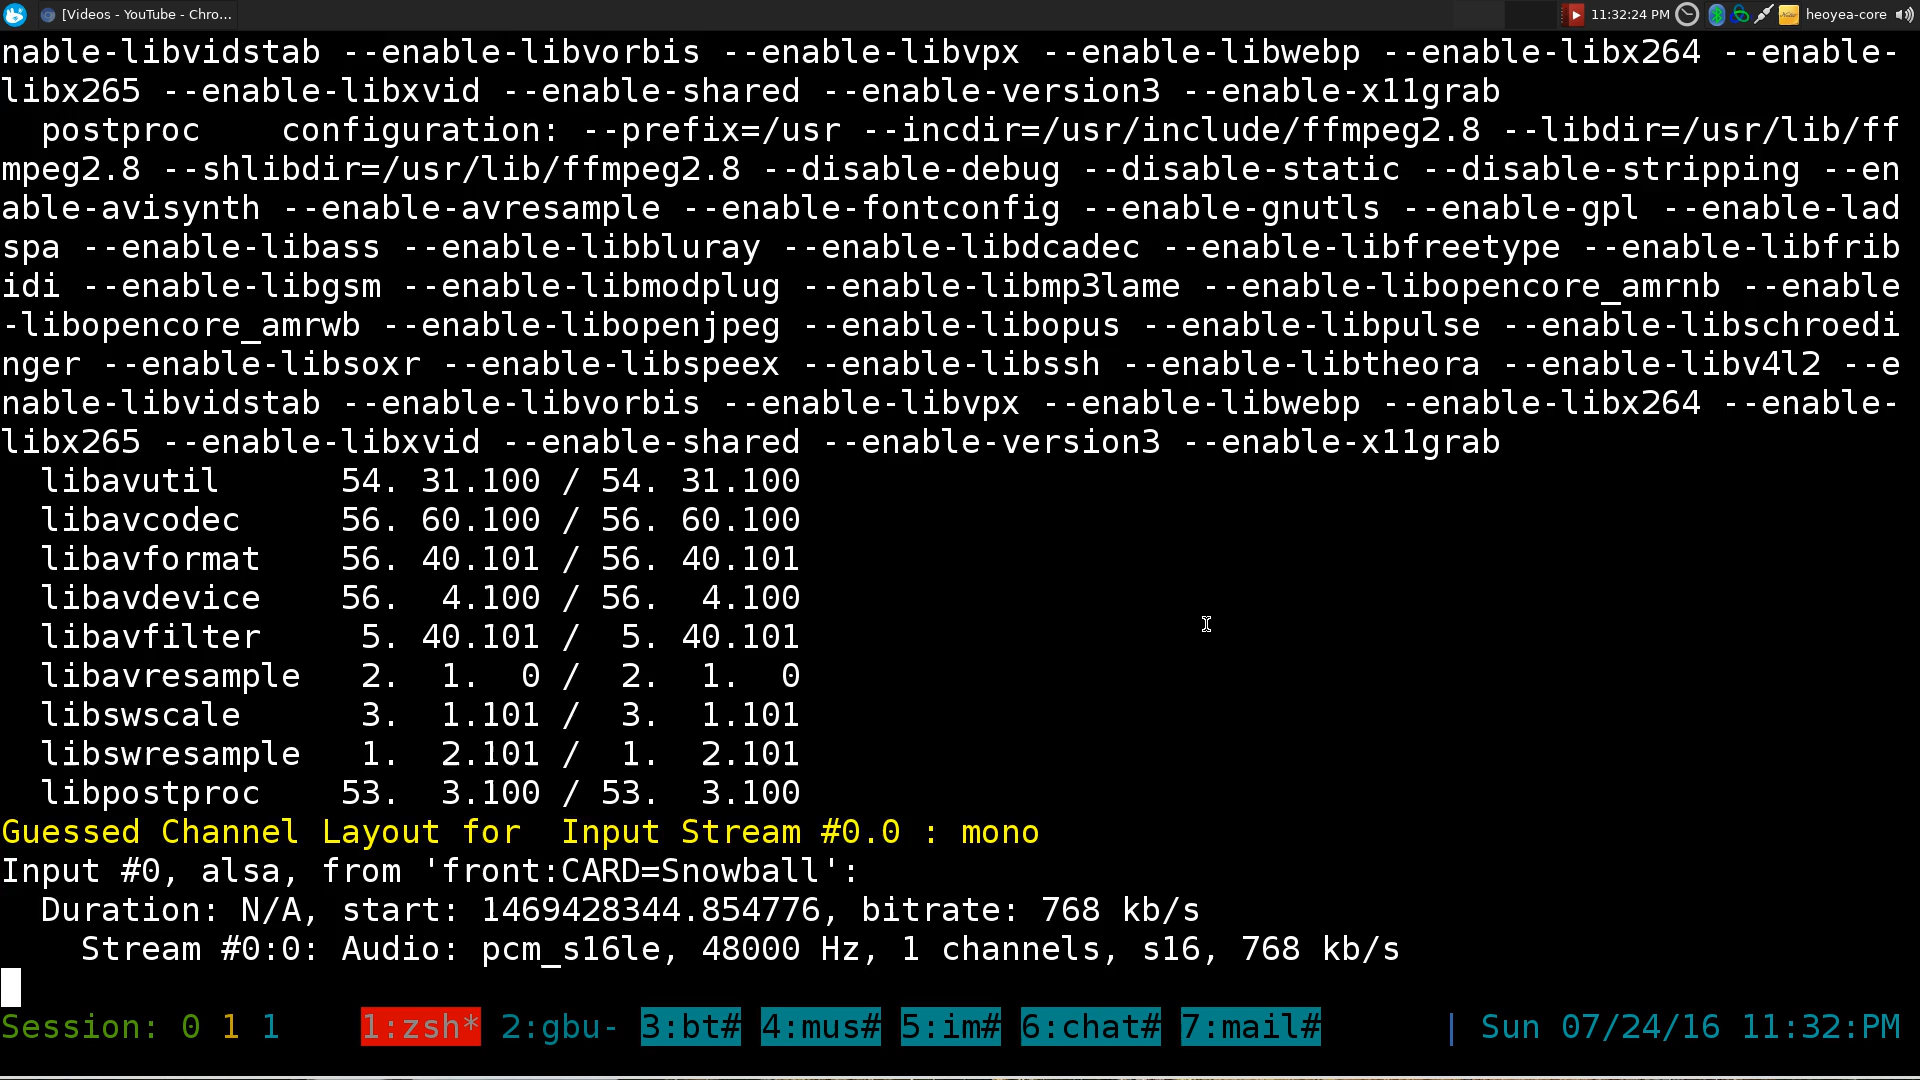 [Videos - YouTube - Chro...
11:32:24 PM
heoyea-core
nable-libvidstab --enable-libvorbis --enable-libvpx --enable-libwebp --enable-libx264 --enable-
libx265 --enable-libxvid --enable-shared --enable-version3 --enable-x11grab
  postproc    configuration: --prefix=/usr --incdir=/usr/include/ffmpeg2.8 --libdir=/usr/lib/ff
mpeg2.8 --shlibdir=/usr/lib/ffmpeg2.8 --disable-debug --disable-static --disable-stripping --en
able-avisynth --enable-avresample --enable-fontconfig --enable-gnutls --enable-gpl --enable-lad
spa --enable-libass --enable-libbluray --enable-libdcadec --enable-libfreetype --enable-libfrib
idi --enable-libgsm --enable-libmodplug --enable-libmp3lame --enable-libopencore_amrnb --enable
-libopencore_amrwb --enable-libopenjpeg --enable-libopus --enable-libpulse --enable-libschroedi
nger --enable-libsoxr --enable-libspeex --enable-libssh --enable-libtheora --enable-libv4l2 --e
nable-libvidstab --enable-libvorbis --enable-libvpx --enable-libwebp --enable-libx264 --enable-
libx265 --enable-libxvid --enable-shared --enable-version3 --enable-x11grab
  libavutil      54. 31.100 / 54. 31.100
  libavcodec     56. 60.100 / 56. 60.100
  libavformat    56. 40.101 / 56. 40.101
  libavdevice    56.  4.100 / 56.  4.100
  libavfilter     5. 40.101 /  5. 40.101
  libavresample   2.  1.  0 /  2.  1.  0
  libswscale      3.  1.101 /  3.  1.101
  libswresample   1.  2.101 /  1.  2.101
  libpostproc    53.  3.100 / 53.  3.100
Guessed Channel Layout for  Input Stream #0.0 : mono
Input #0, alsa, from 'front:CARD=Snowball':
  Duration: N/A, start: 1469428344.854776, bitrate: 768 kb/s
    Stream #0:0: Audio: pcm_s16le, 48000 Hz, 1 channels, s16, 768 kb/s
Session: 0 1 1    1:zsh* 2:gbu- 3:bt# 4:mus# 5:im# 6:chat# 7:mail#      | Sun 07/24/16 11:32:PM